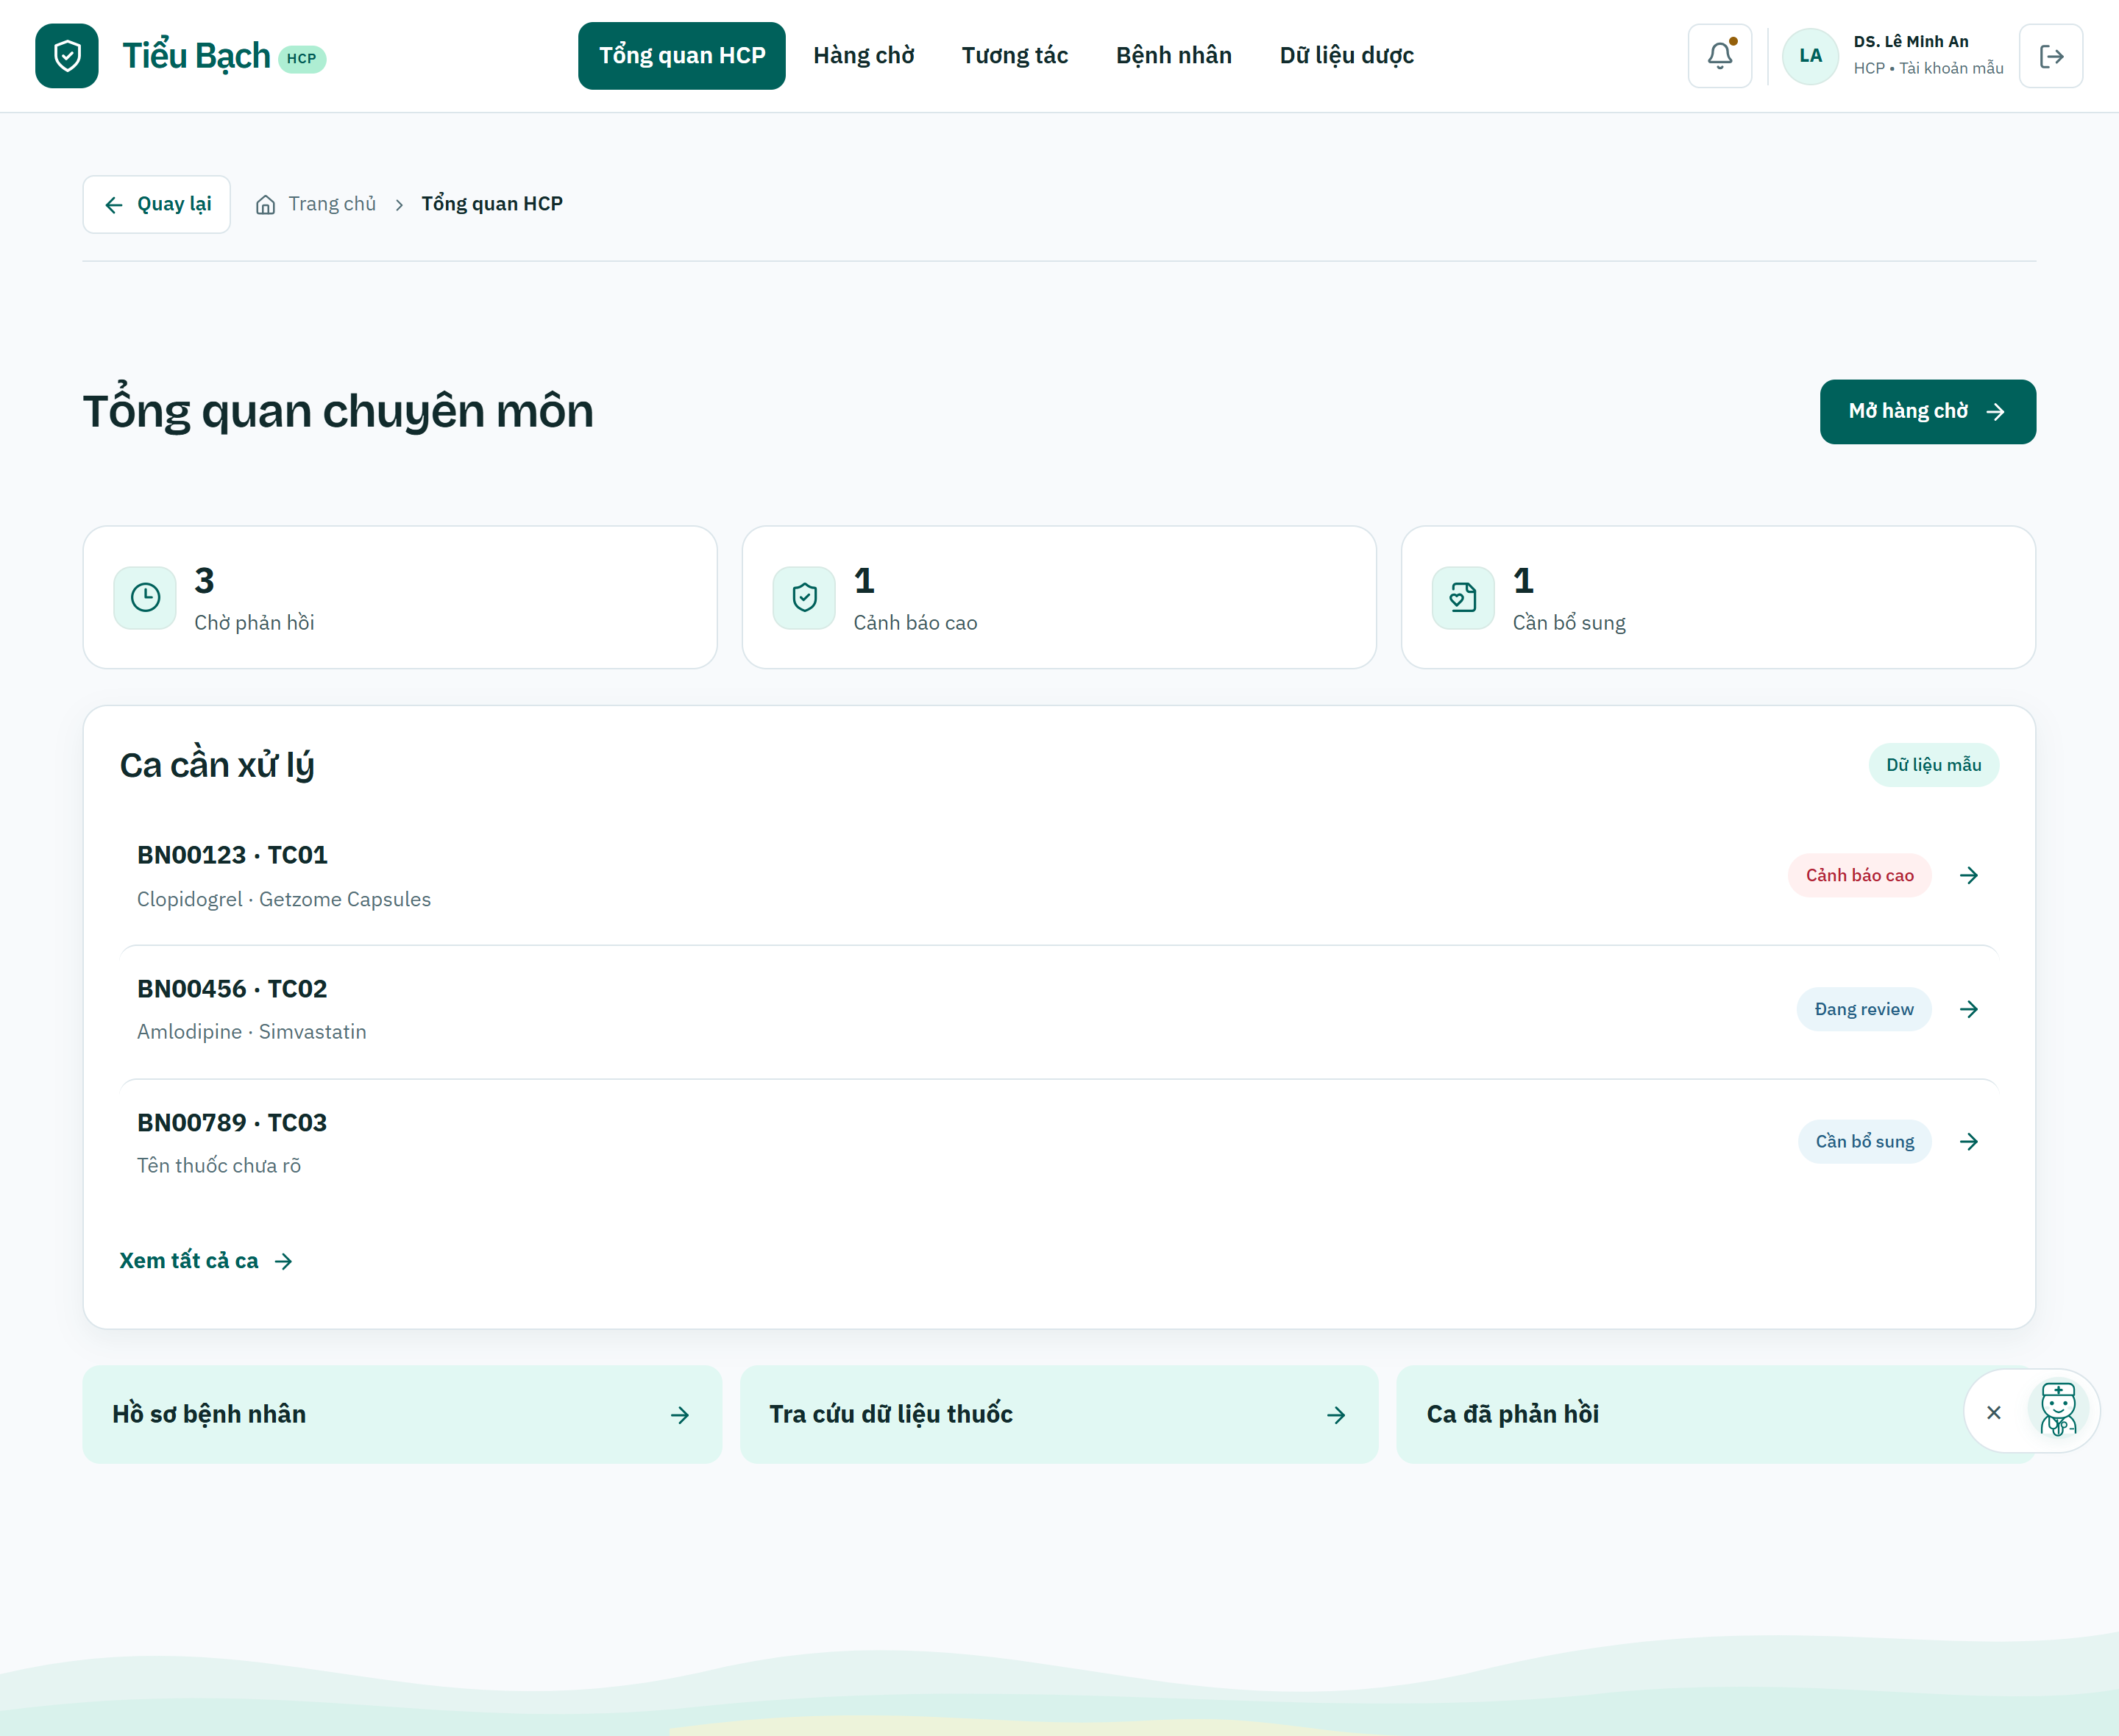 Tiểu Bạch HCP
Tổng quan HCP
Hàng chờ
Tương tác
Bệnh nhân
Dữ liệu dược
LA
DS. Lê Minh An
HCP • Tài khoản mẫu
Quay lại
Trang chủ
Tổng quan HCP
Tổng quan chuyên môn
Mở hàng chờ
3
Chờ phản hồi
1
Cảnh báo cao
1
Cần bổ sung
Ca cần xử lý
Dữ liệu mẫu
BN00123 · TC01
Clopidogrel · Getzome Capsules
Cảnh báo cao
BN00456 · TC02
Amlodipine · Simvastatin
Đang review
BN00789 · TC03
Tên thuốc chưa rõ
Cần bổ sung
Xem tất cả ca
Hồ sơ bệnh nhân
Tra cứu dữ liệu thuốc
Ca đã phản hồi